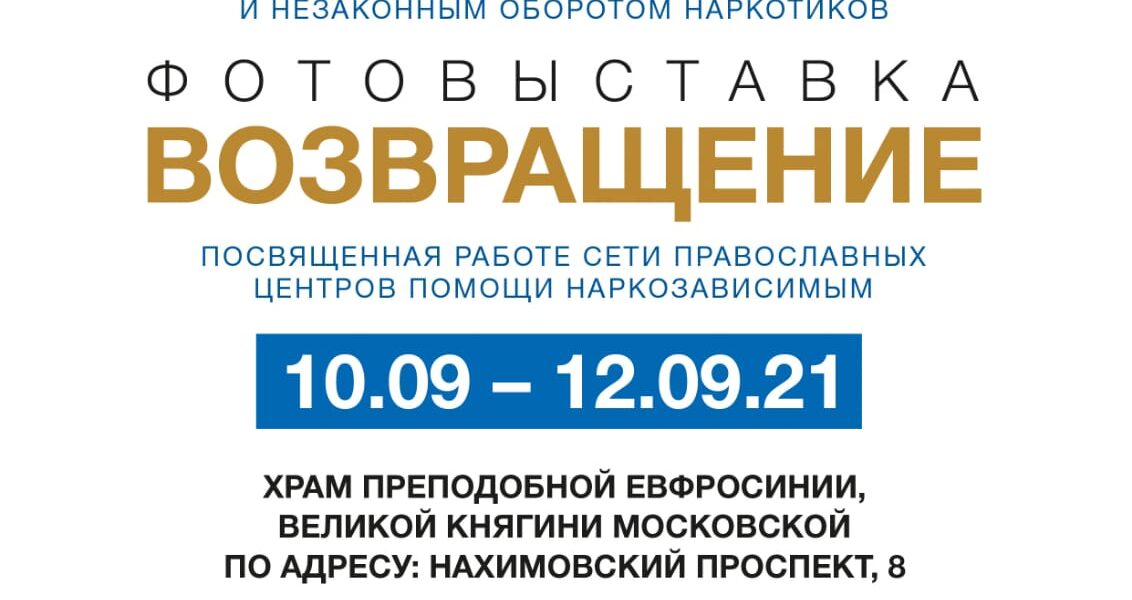 И НЕЗАКОННЫМ ОБОРОТОМ НАРКОТИКОВ
ФОТОВЫСТАВКА
ВОЗВРАЩЕНИЕ
ПОСВЯЩЕННАЯ РАБОТЕ СЕТИ ПРАВОСЛАВНЫХ
ЦЕНТРОВ ПОМОЩИ НАРКОЗАВИСИМЫМ
10.09 – 12.09.21
ХРАМ ПРЕПОДОБНОЙ ЕВФРОСИНИИ,
ВЕЛИКОЙ КНЯГИНИ МОСКОВСКОЙ
ПО АДРЕСУ: НАХИМОВСКИЙ ПРОСПЕКТ, 8